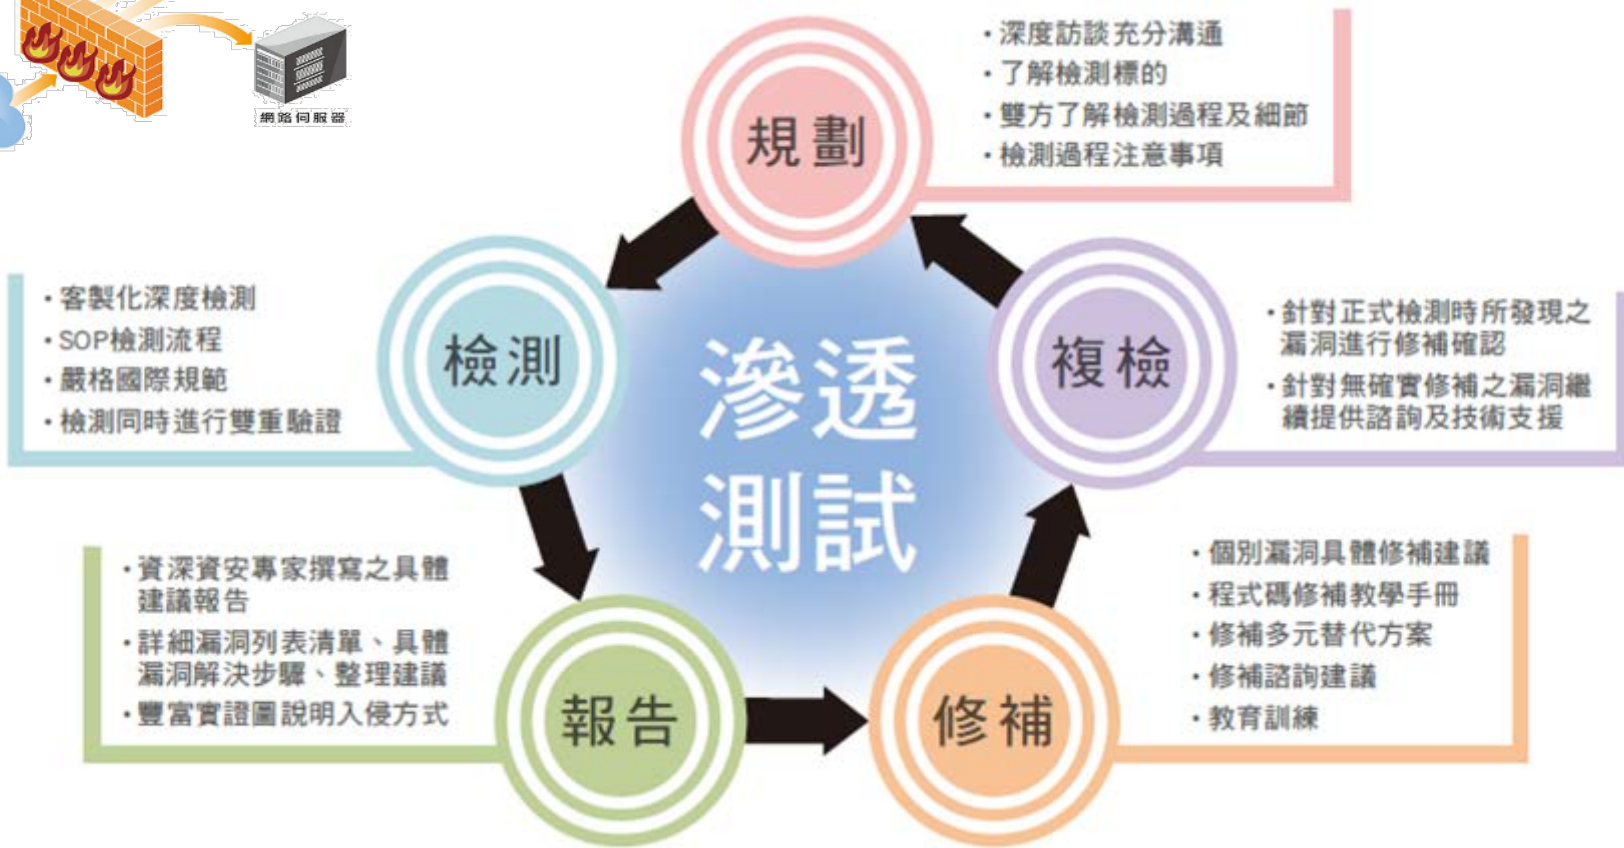 網路伺服器
規劃
・深度訪談充分溝通
・了解檢測標的
・雙方了解檢測過程及細節
・檢測過程注意事項
檢測
・客製化深度檢測
・SOP檢測流程
・嚴格國際規範
・檢測同時進行雙重驗證
滲透
測試
複檢
・針對正式檢測時所發現之
漏洞進行修補確認
・針對無確實修補之漏洞繼
續提供諮詢及技術支援
報告
・資深資安專家撰寫之具體
建議報告
・詳細漏洞列表清單、具體
漏洞解決步驟、整理建議
・豐富實證圖說明入侵方式
修補
・個別漏洞具體修補建議
・程式碼修補教學手冊
・修補多元替代方案
・修補諮詢建議
・教育訓練